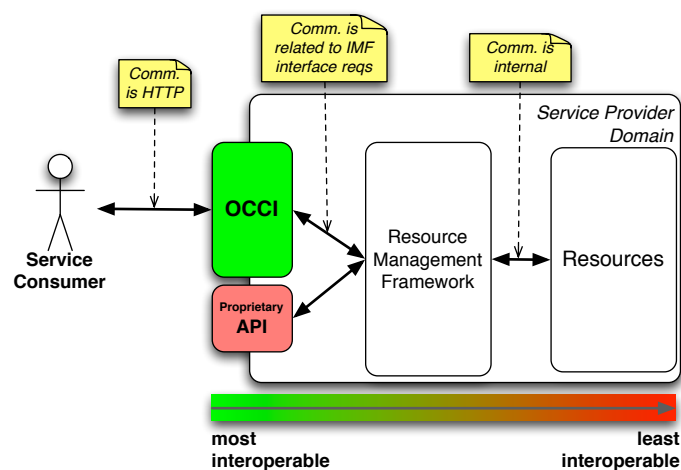 Comm.
is HTTP
Comm. is
related to IMF
interface reqs
Comm. is
internal
Service Provider
Domain
OCCI
Proprietary
API
Resource
Management
Framework
Resources
Service
Consumer
most
interoperable
least
interoperable